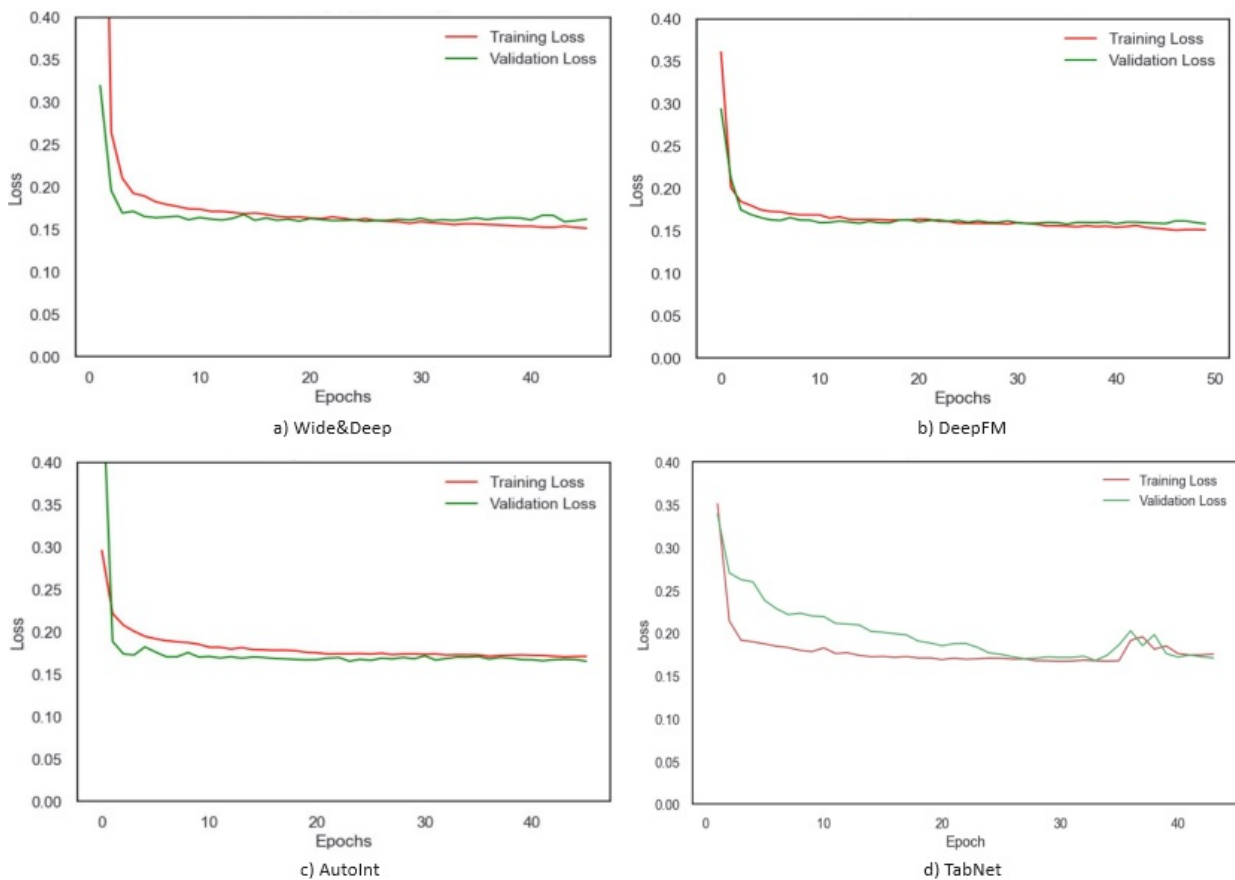 0.40
0.35
0.30
0.25
0.20
0.15
0.10
0.05
0.00
Loss
Training Loss
Validation Loss
0 10 20 30 40
Epochs
a) Wide&Deep
0.40
0.35
0.30
0.25
0.20
0.15
0.10
0.05
0.00
Loss
Training Loss
Validation Loss
0 10 20 30 40 50
Epochs
b) DeepFM
0.40
0.35
0.30
0.25
0.20
0.15
0.10
0.05
0.00
Loss
Training Loss
Validation Loss
0 10 20 30 40
Epochs
c) AutoInt
0.40
0.35
0.30
0.25
0.20
0.15
0.10
0.05
0.00
Loss
Training Loss
Validation Loss
0 10 20 30 40
Epoch
d) TabNet